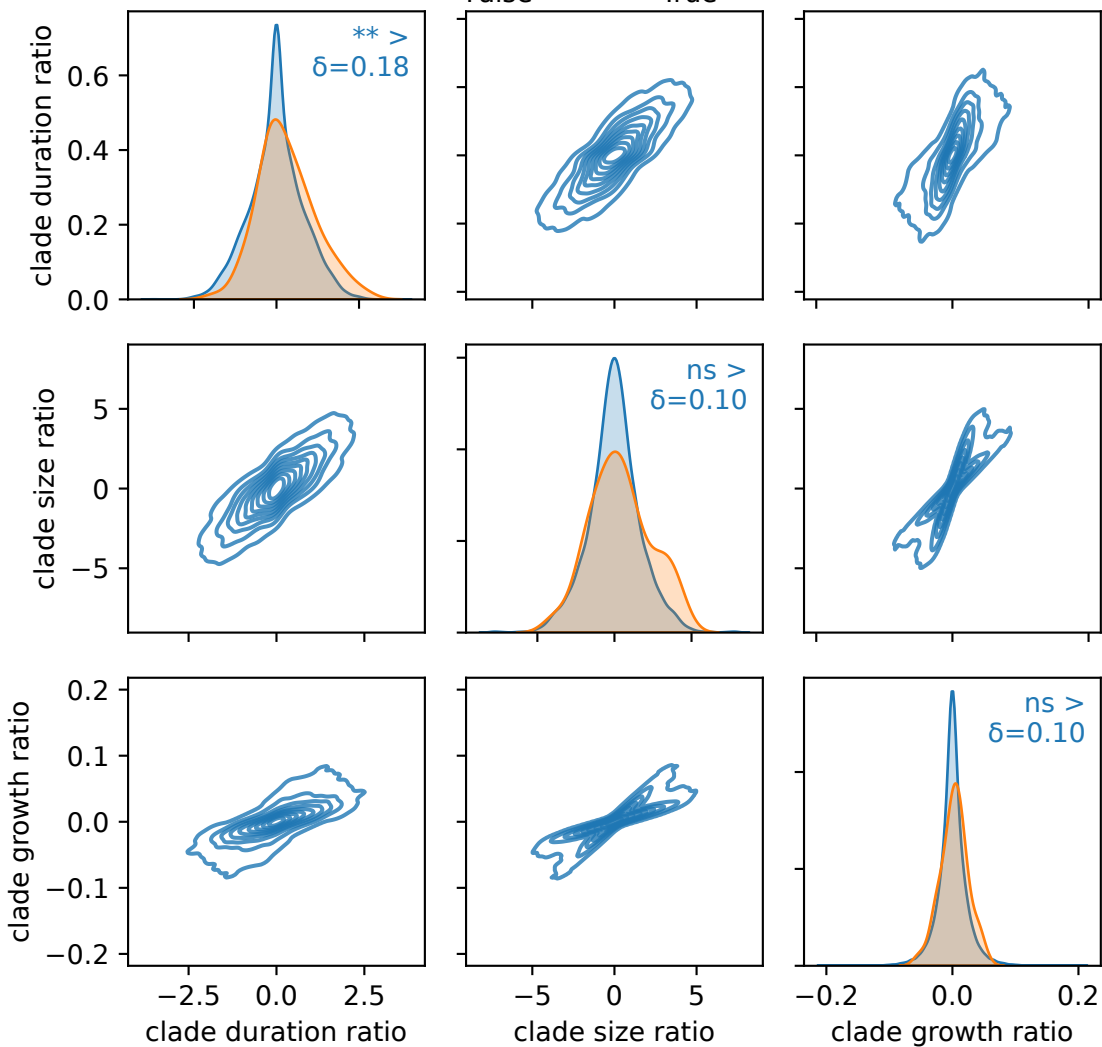 ** >
δ=0.18
clade duration ratio
0.6
0.4
0.2
0.0
ns >
δ=0.10
clade size ratio
5
0
−5
ns >
δ=0.10
clade growth ratio
0.2
0.1
0.0
−0.1
−0.2
−2.5 0.0 2.5
−5 0 5
−0.2 0.0 0.2
clade duration ratio
clade size ratio
clade growth ratio